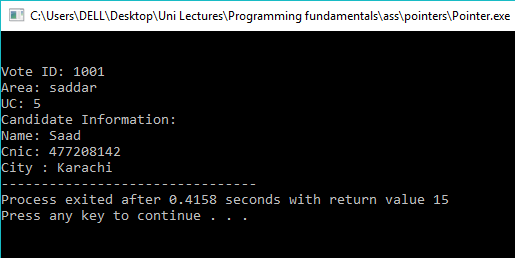 C:\Users\DELL\Desktop\Uni Lectures\Programming fundamentals\ass\pointers\Pointer.exe
Vote ID: 1001
Area: saddar
UC: 5
Candidate Information:
Name: Saad
Cnic: 477208142
City : Karachi
--------------------------------
Process exited after 0.4158 seconds with return value 15
Press any key to continue . . .